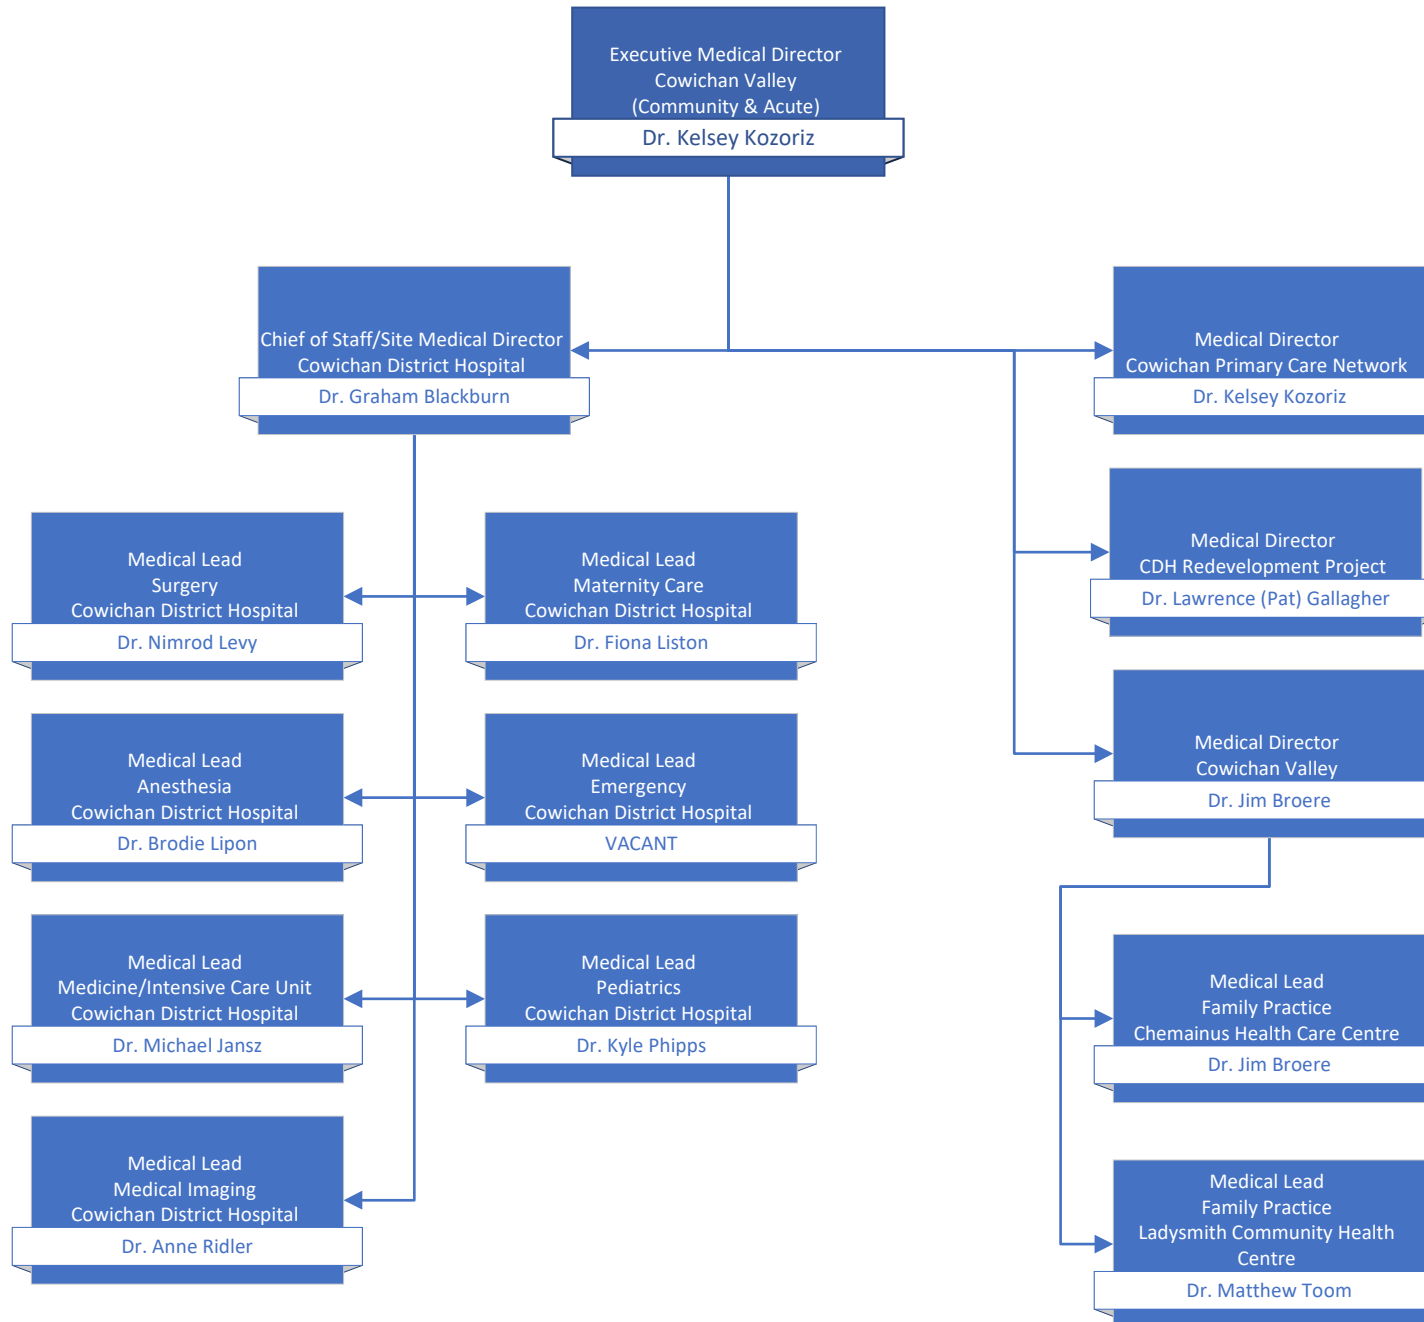 Executive Medical Director
Cowichan Valley
(Community & Acute)
Dr. Kelsey Kozoriz
Chief of Staff/Site Medical Director
Cowichan District Hospital
Dr. Graham Blackburn
Medical Director
Cowichan Primary Care Network
Dr. Kelsey Kozoriz
Medical Director
CDH Redevelopment Project
Dr. Lawrence (Pat) Gallagher
Medical Lead
Surgery
Cowichan District Hospital
Dr. Nimrod Levy
Medical Lead
Maternity Care
Cowichan District Hospital
Dr. Fiona Liston
Medical Director
Cowichan Valley
Dr. Jim Broere
Medical Lead
Anesthesia
Cowichan District Hospital
Dr. Brodie Lipon
Medical Lead
Emergency
Cowichan District Hospital
VACANT
Medical Lead
Medicine/Intensive Care Unit
Cowichan District Hospital
Dr. Michael Jansz
Medical Lead
Pediatrics
Cowichan District Hospital
Dr. Kyle Phipps
Medical Lead
Family Practice
Chemainus Health Care Centre
Dr. Jim Broere
Medical Lead
Medical Imaging
Cowichan District Hospital
Dr. Anne Ridler
Medical Lead
Family Practice
Ladysmith Community Health
Centre
Dr. Matthew Toom